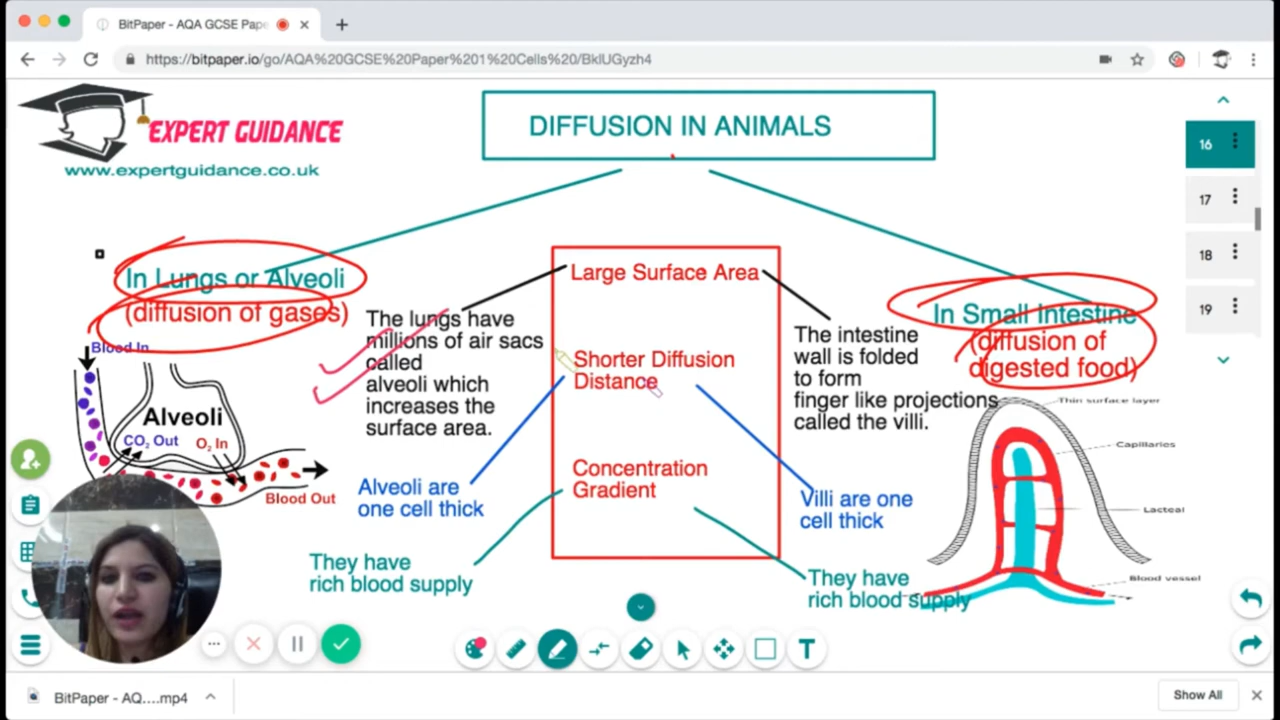 BitPaper - AQA GCSE Pape
https://bitpaper.io/go/AQA%20GCSE%20Paper%201%20Cells%20/BklUGyzh4
EXPERT GUIDANCE
www.expertguidance.co.uk
DIFFUSION IN ANIMALS
16
17
18
19
In Lungs or Alveoli
(diffusion of gases)
Blood In
Alveoli
CO2 Out
O2 In
Blood Out
The lungs have
millions of air sacs
called
alveoli which
increases the
surface area.
Alveoli are
one cell thick
They have
rich blood supply
Large Surface Area
Shorter Diffusion
Distance
Concentration
Gradient
The intestine
wall is folded
to form
finger like projections
called the villi.
Villi are one
cell thick
They have
rich blood supply
In Small Intestine
(diffusion of
digested food)
Thin surface layer
Capillaries
Lacteal
Blood vessel
T
BitPaper - AQ....mp4
Show All